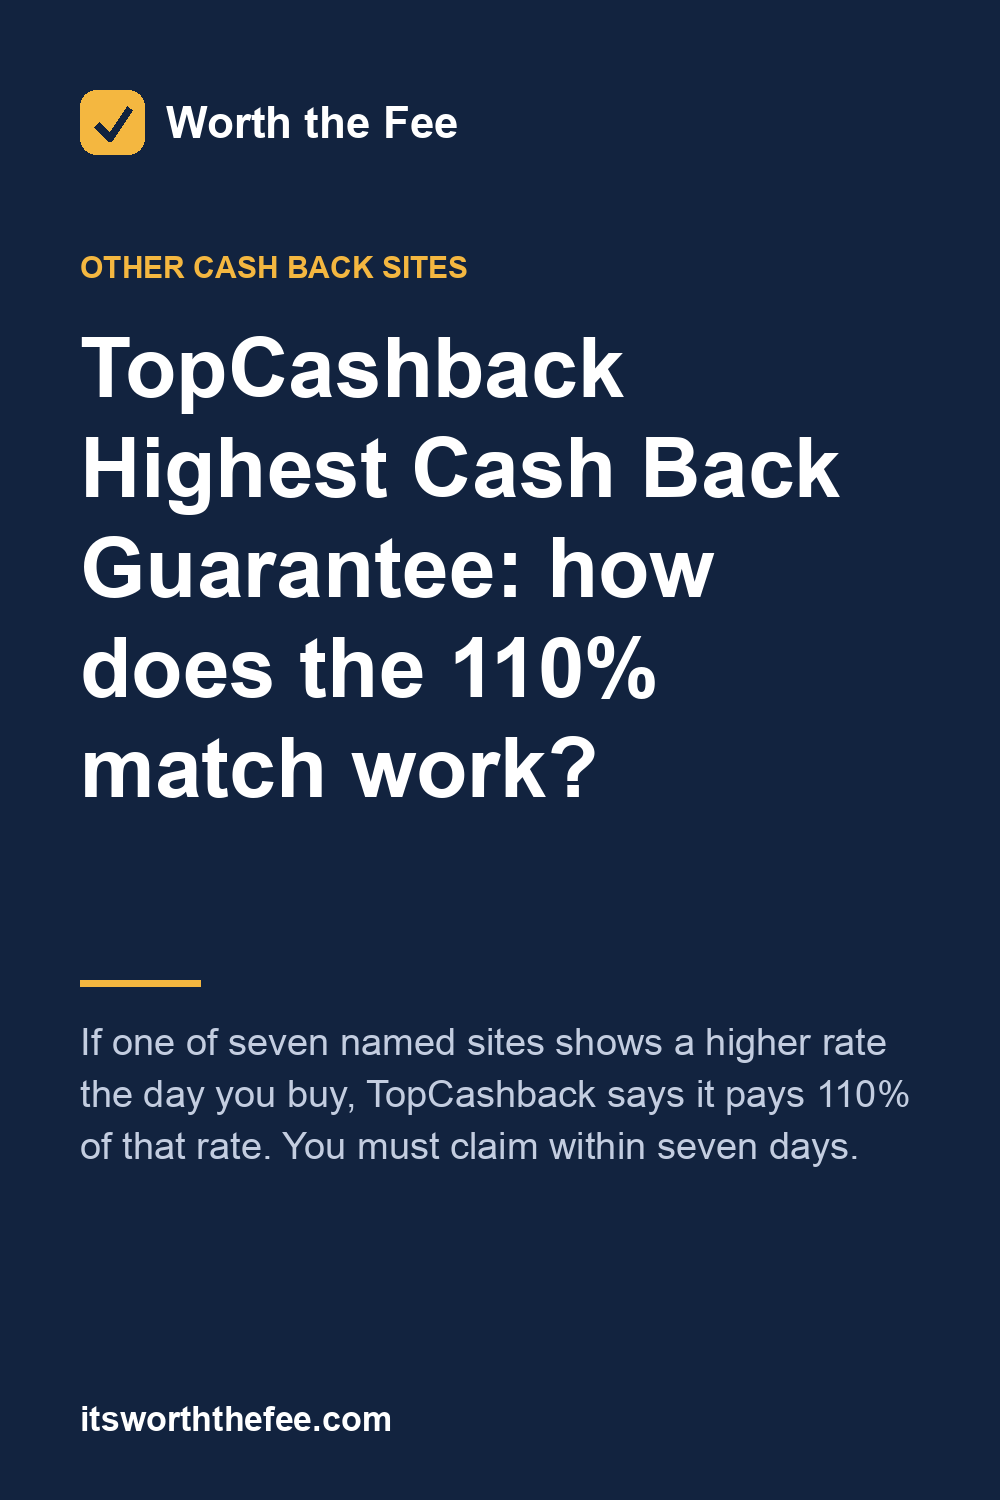 Worth the Fee
OTHER CASH BACK SITES
TopCashback
Highest Cash Back
Guarantee: how
does the 110%
match work?
If one of seven named sites shows a higher rate
the day you buy, TopCashback says it pays 110%
of that rate. You must claim within seven days.
itsworththefee.com